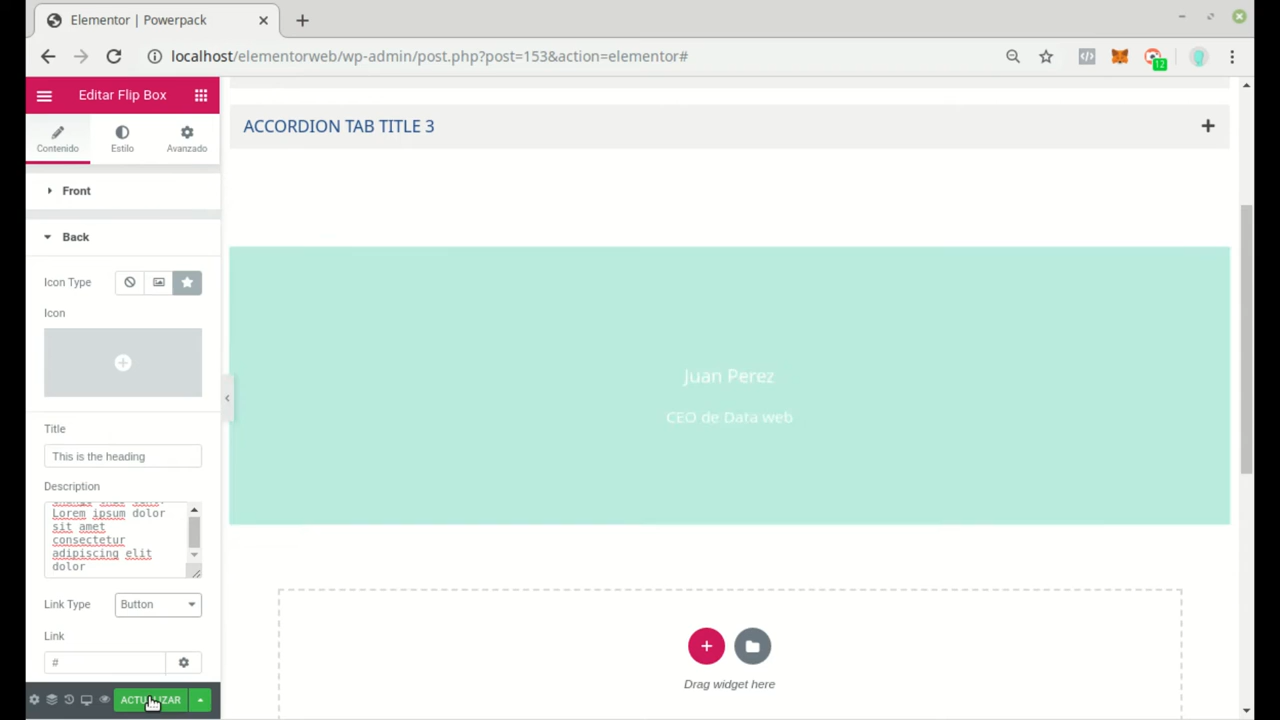 Elementor | Powerpack
localhost/elementorweb/wp-admin/post.php?post=153&action=elementor#
12
Editar Flip Box
Contenido
Estilo
Avanzado
Front
Back
Icon Type
Icon
Title
This is the heading
Description
Lorem ipsum dolor
sit amet
consectetur
adipiscing elit
dolor
Link Type
Button
Link
#
ACTUALIZAR
ACCORDION TAB TITLE 3
Juan Perez
CEO de Data web
Drag widget here